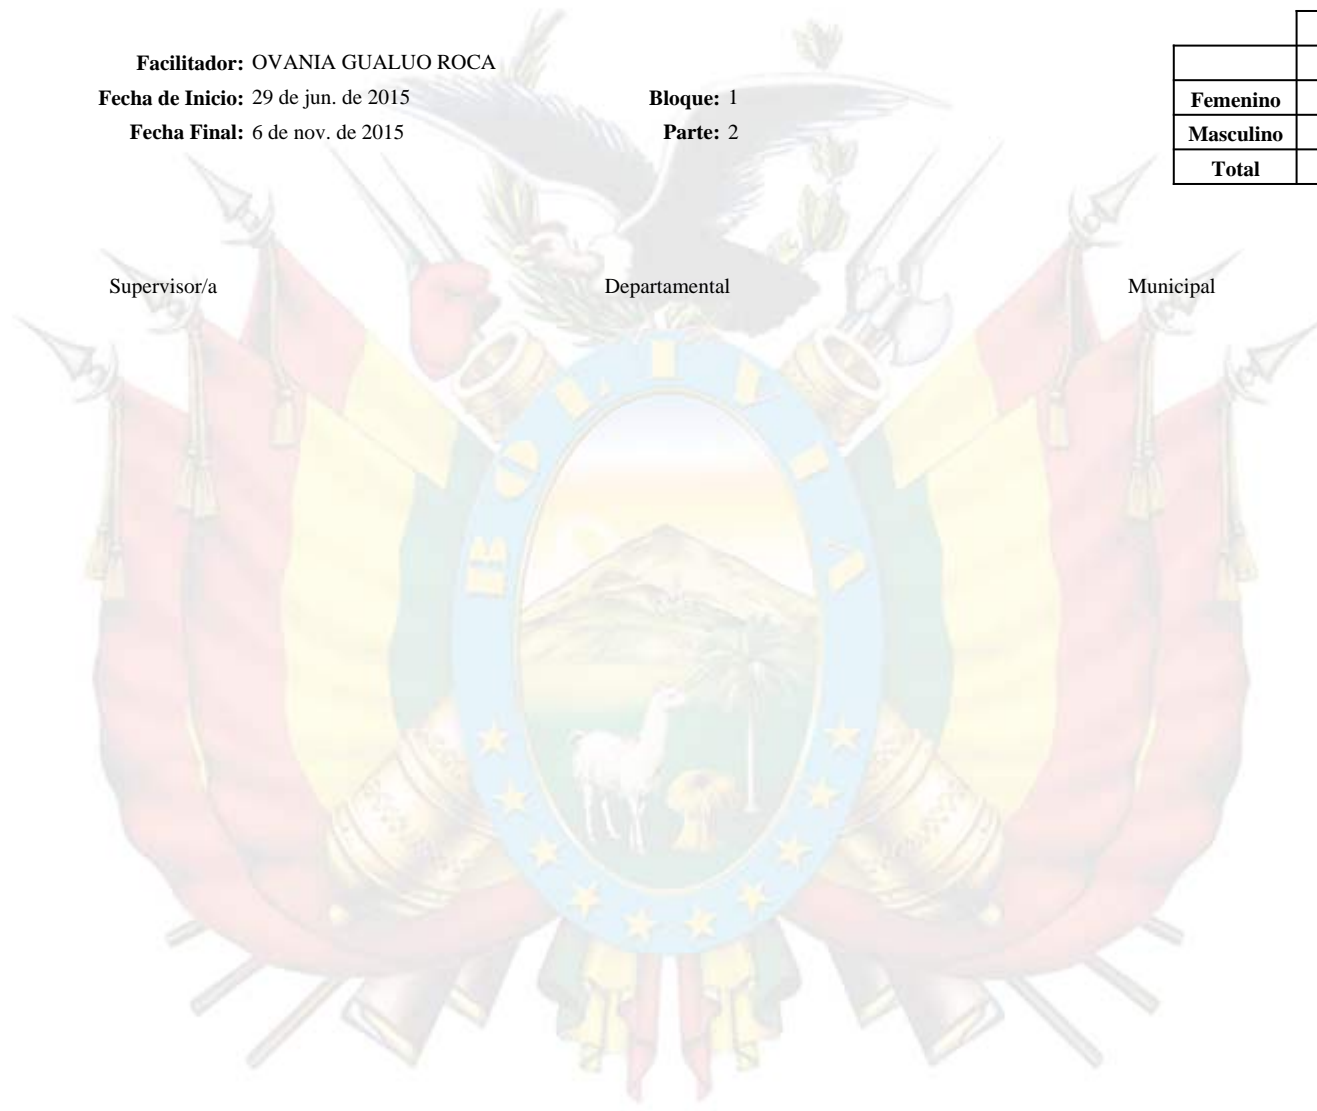 Facilitador: OVANIA GUALUO ROCA
Fecha de Inicio: 29 de jun. de 2015 Bloque: 1
Fecha Final: 6 de nov. de 2015 Parte: 2
Femenino
Masculino
Total
Supervisor/a Departamental Municipal
BOLIVIA